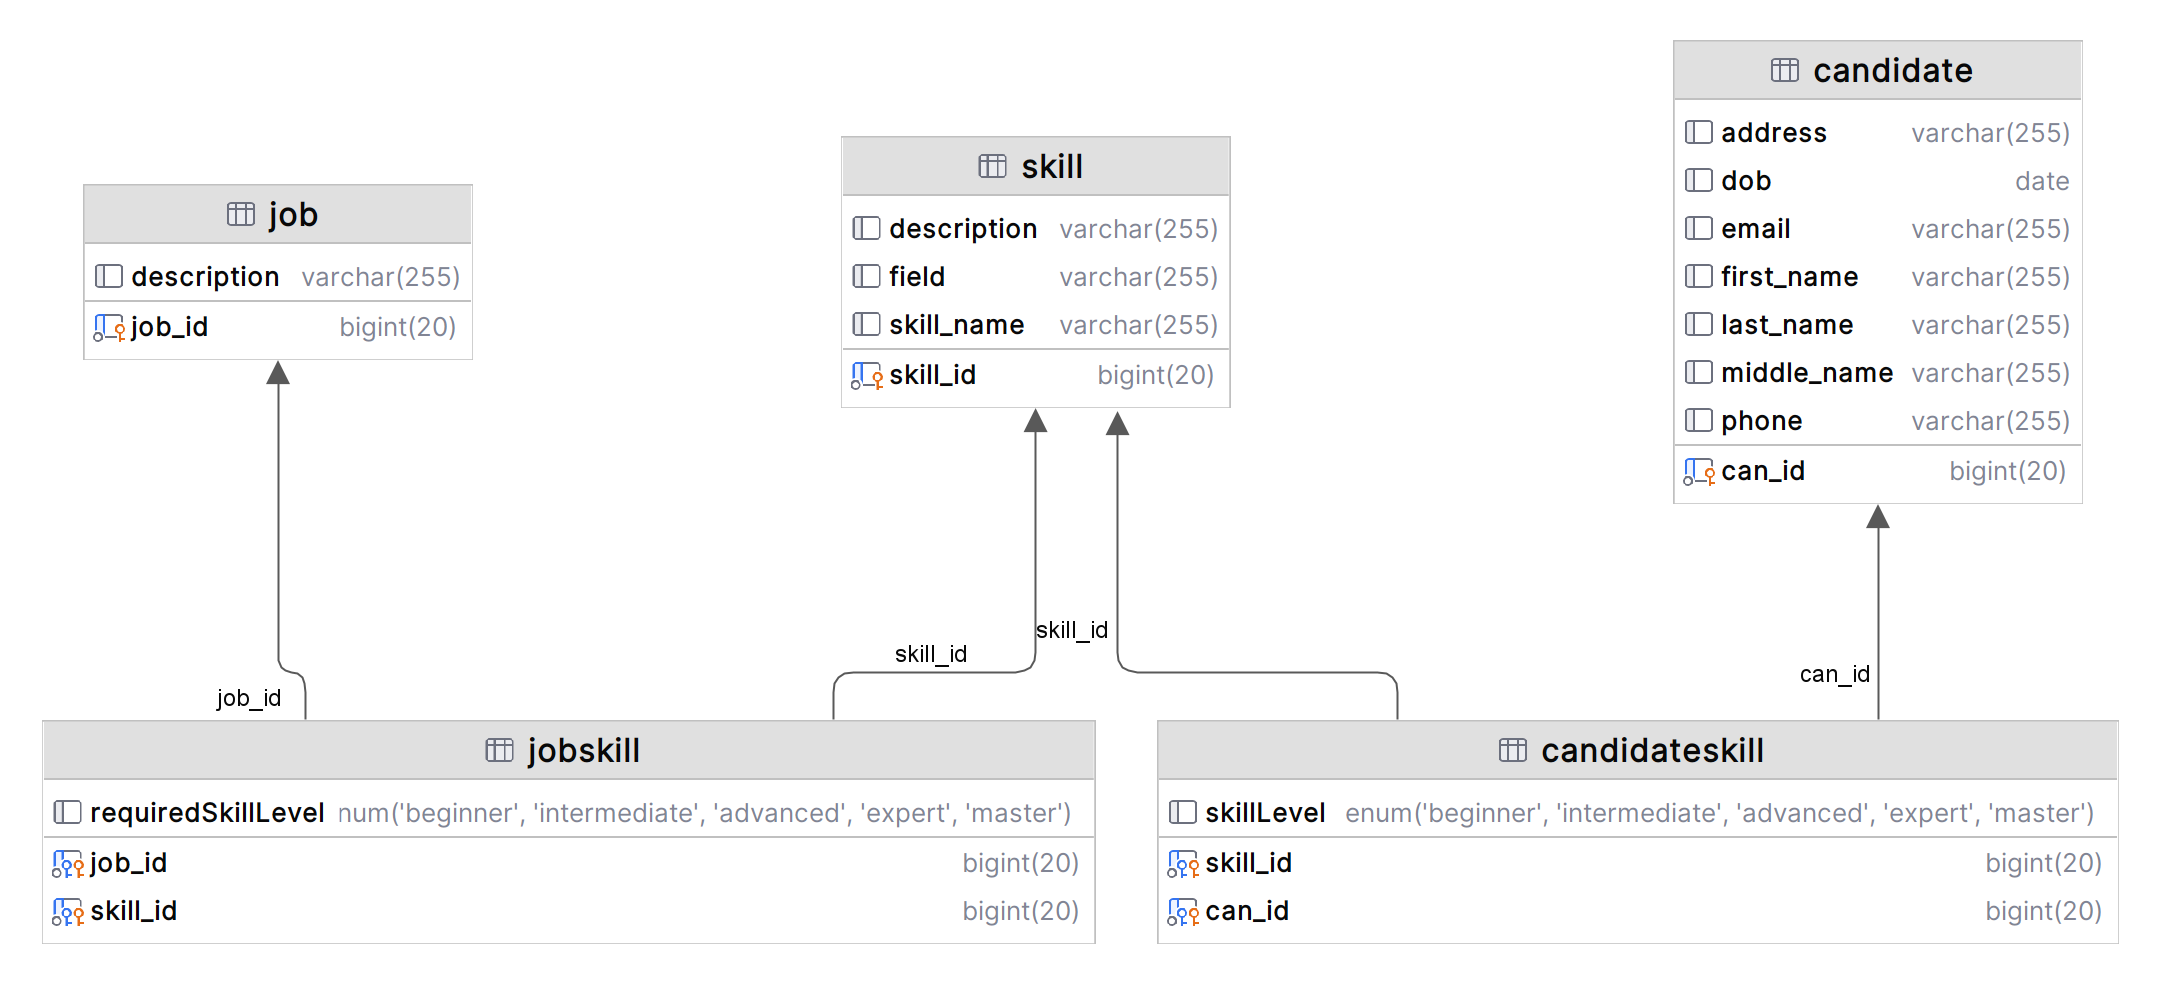 job
description varchar(255)
job_id bigint(20)
skill
description varchar(255)
field varchar(255)
skill_name varchar(255)
skill_id bigint(20)
candidate
address varchar(255)
dob date
email varchar(255)
first_name varchar(255)
last_name varchar(255)
middle_name varchar(255)
phone varchar(255)
can_id bigint(20)
job_id
skill_id
skill_id
can_id
jobskill
requiredSkillLevel num('beginner', 'intermediate', 'advanced', 'expert', 'master')
job_id bigint(20)
skill_id bigint(20)
candidateskill
skillLevel enum('beginner', 'intermediate', 'advanced', 'expert', 'master')
skill_id bigint(20)
can_id bigint(20)